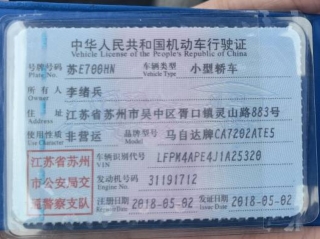 中华人民共和国机动车行驶证
Vehicle License of the People's Republic of China
号牌号码 苏E700HN 车辆类型 小型轿车
Plate No. Vehicle Type
所有人 李绪兵
Owner
住址 江苏省苏州市吴中区胥口镇灵山路883号
Address
使用性质 非营运 品牌型号 马自达牌CA7202ATE5
Use Character Model
江苏省苏州市公安局交通警察支队
车辆识别代号 LFPM4APE4J1A25320
VIN
发动机号码 31191712
Engine No.
注册日期 2018-05-02 发证日期 2018-05-02
Register Date Issue Date